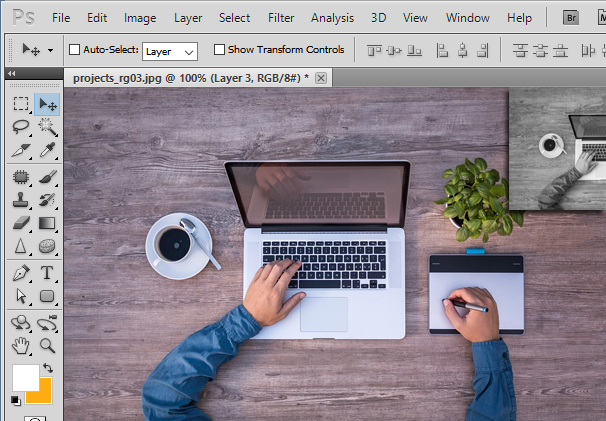 Ps File Edit Image Layer Select Filter Analysis 3D View Window Help Br
Auto-Select: Layer Show Transform Controls
projects_rg03.jpg @ 100% (Layer 3, RGB/8#) *
T